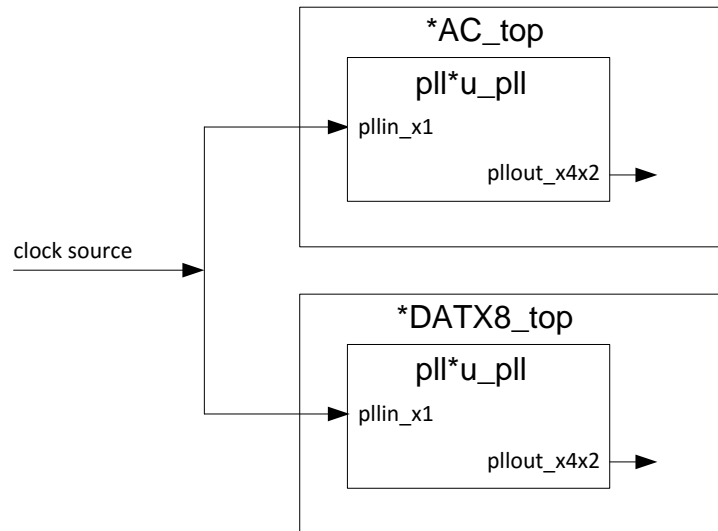 *AC_top
pll*u_pll
pllin_x1
pllout_x4x2
clock source
*DATX8_top
pll*u_pll
pllin_x1
pllout_x4x2